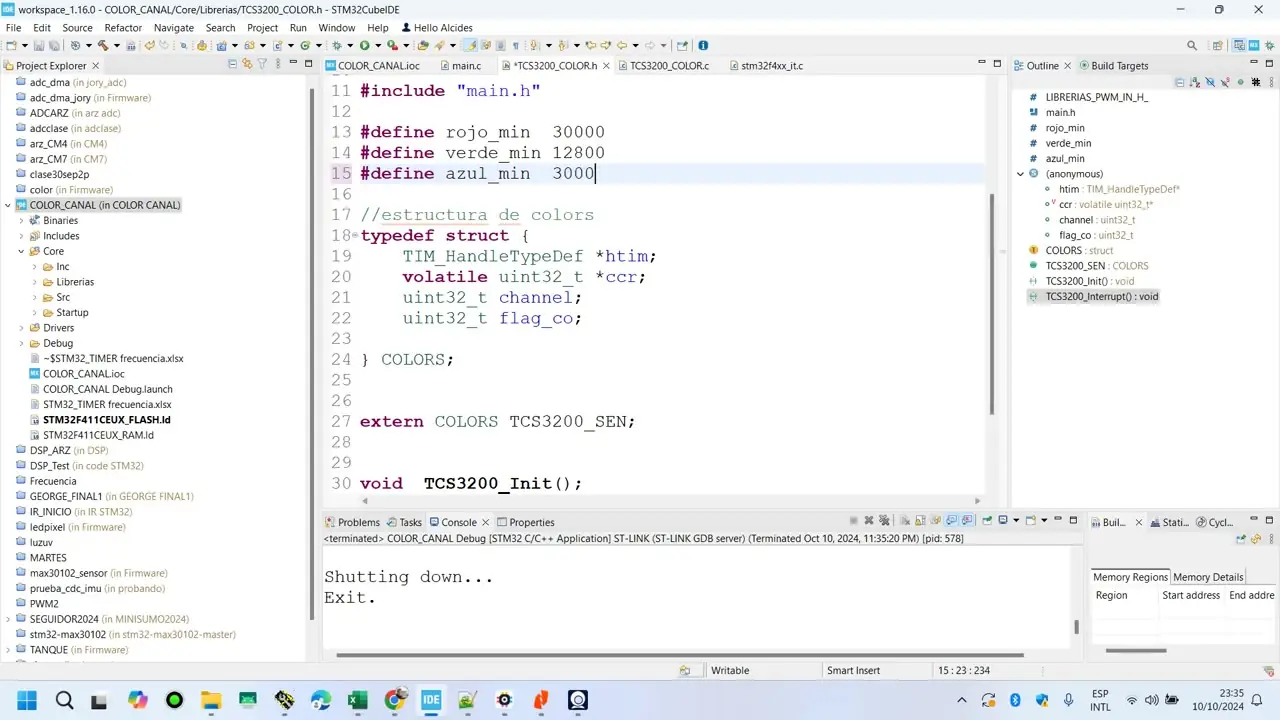 workspace_1.16.0 - COLOR_CANAL/Core/Librerias/TCS3200_COLOR.h - STM32CubeIDE
File Edit Source Refactor Navigate Search Project Run Window Help Hello Alcides
Project Explorer
adc_dma (in jory_adc)
adc_dma_jory (in Firmware)
ADCARZ (in arz adc)
adcclase (in adclase)
arz_CM4 (in CM4)
arz_CM7 (in CM7)
clase30sep2p
color (in Firmware)
COLOR_CANAL (in COLOR CANAL)
Binaries
Includes
Core
Inc
Librerias
Src
Startup
Drivers
Debug
~$STM32_TIMER frecuencia.xlsx
COLOR_CANAL.ioc
COLOR_CANAL Debug.launch
STM32_TIMER frecuencia.xlsx
STM32F411CEUX_FLASH.ld
STM32F411CEUX_RAM.ld
DSP_ARZ (in DSP)
DSP_Test (in code STM32)
Frecuencia
GEORGE_FINAL1 (in GEORGE FINAL1)
IR_INICIO (in IR STM32)
ledpixel (in Firmware)
luzuv
MARTES
max30102_sensor (in Firmware)
prueba_cdc_imu (in probando)
PWM2
SEGUIDOR2024 (in MINISUMO2024)
stm32-max30102 (in stm32-max30102-master)
TANQUE (in Firmware)
COLOR_CANAL.ioc main.c *TCS3200_COLOR.h TCS3200_COLOR.c stm32f4xx_it.c
11 #include "main.h"
12
13 #define rojo_min  30000
14 #define verde_min 12800
15 #define azul_min  3000
16
17 //estructura de colors
18 typedef struct {
19     TIM_HandleTypeDef *htim;
20     volatile uint32_t *ccr;
21     uint32_t channel;
22     uint32_t flag_co;
23
24 } COLORS;
25
26
27 extern COLORS TCS3200_SEN;
28
29
30 void  TCS3200_Init();
Outline Build Targets
LIBRERIAS_PWM_IN_H_
main.h
rojo_min
verde_min
azul_min
(anonymous)
htim : TIM_HandleTypeDef*
ccr : volatile uint32_t*
channel : uint32_t
flag_co : uint32_t
COLORS : struct
TCS3200_SEN : COLORS
TCS3200_Init() : void
TCS3200_Interrupt() : void
Problems Tasks Console Properties
<terminated> COLOR_CANAL Debug [STM32 C/C++ Application] ST-LINK (ST-LINK GDB server) (Terminated Oct 10, 2024, 11:35:20 PM) [pid: 578]
Shutting down...
Exit.
Buil... Stati... Cycl...
Memory Regions Memory Details
Region Start address End addre
Writable Smart Insert 15 : 23 : 234
ESP
INTL
23:35
10/10/2024